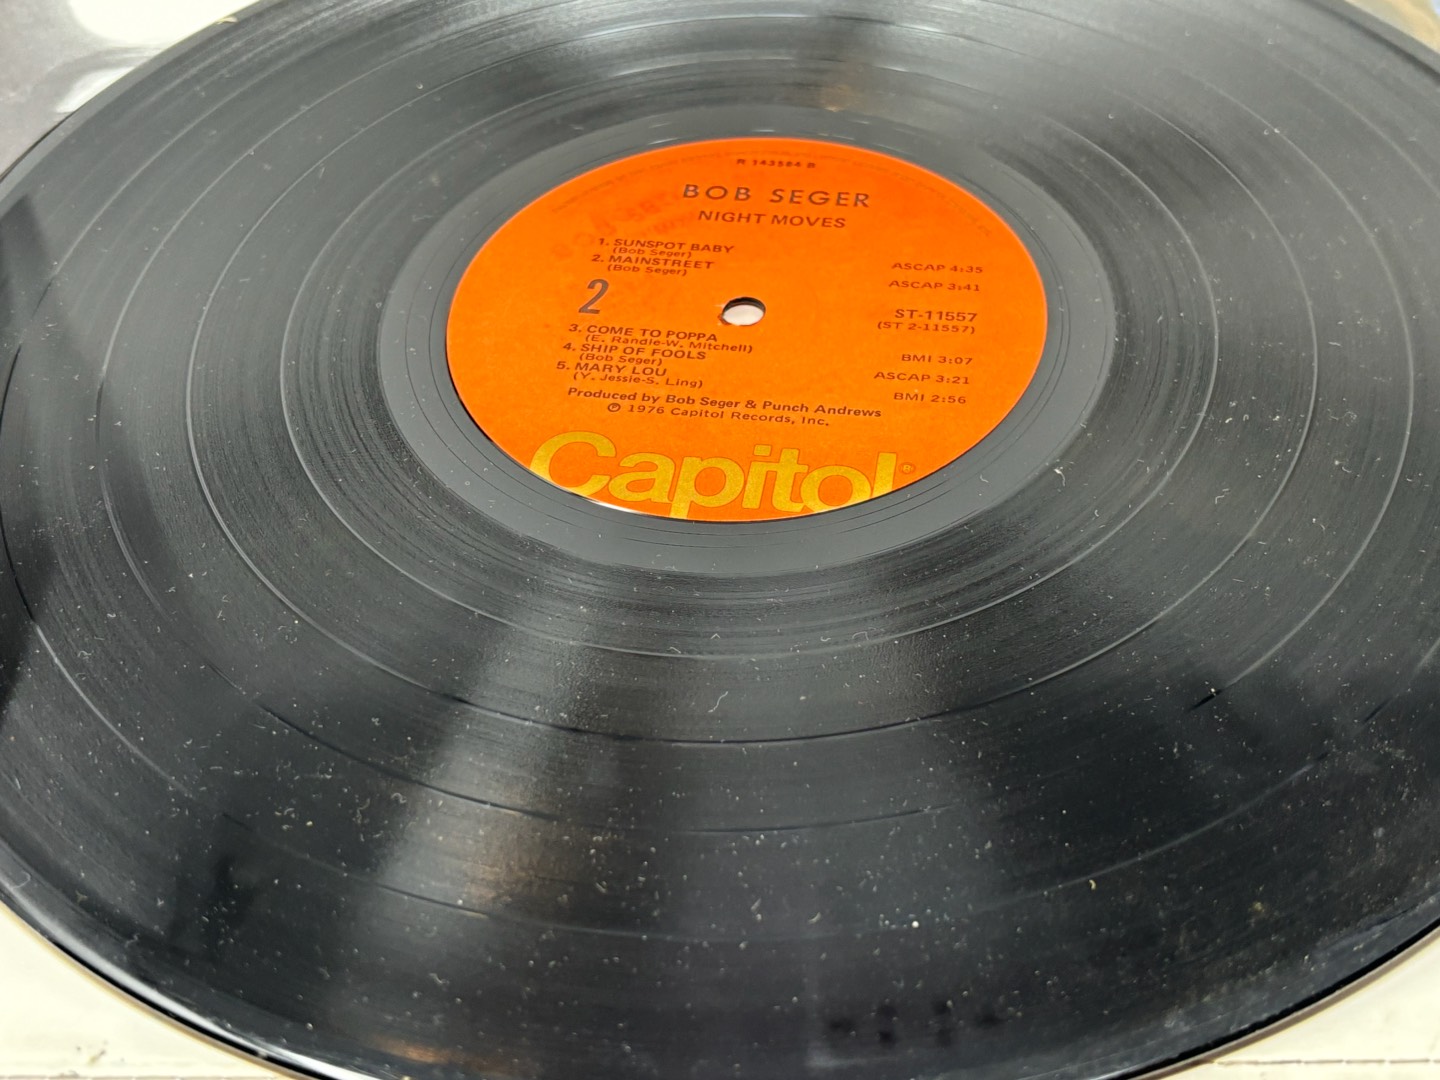 R 143564 B
BOB SEGER
NIGHT MOVES
1. SUNSPOT BABY
(Bob Seger) ASCAP 4:35
2. MAINSTREET
(Bob Seger) ASCAP 3:41
2
ST-11557
(ST 2-11557)
3. COME TO POPPA
(E. Randle-W. Mitchell) BMI 3:07
4. SHIP OF FOOLS
(Bob Seger) ASCAP 3:21
5. MARY LOU
(Y. Jessie-S. Ling) BMI 2:56
Produced by Bob Seger & Punch Andrews
℗ 1976 Capitol Records, Inc.
Capitol®